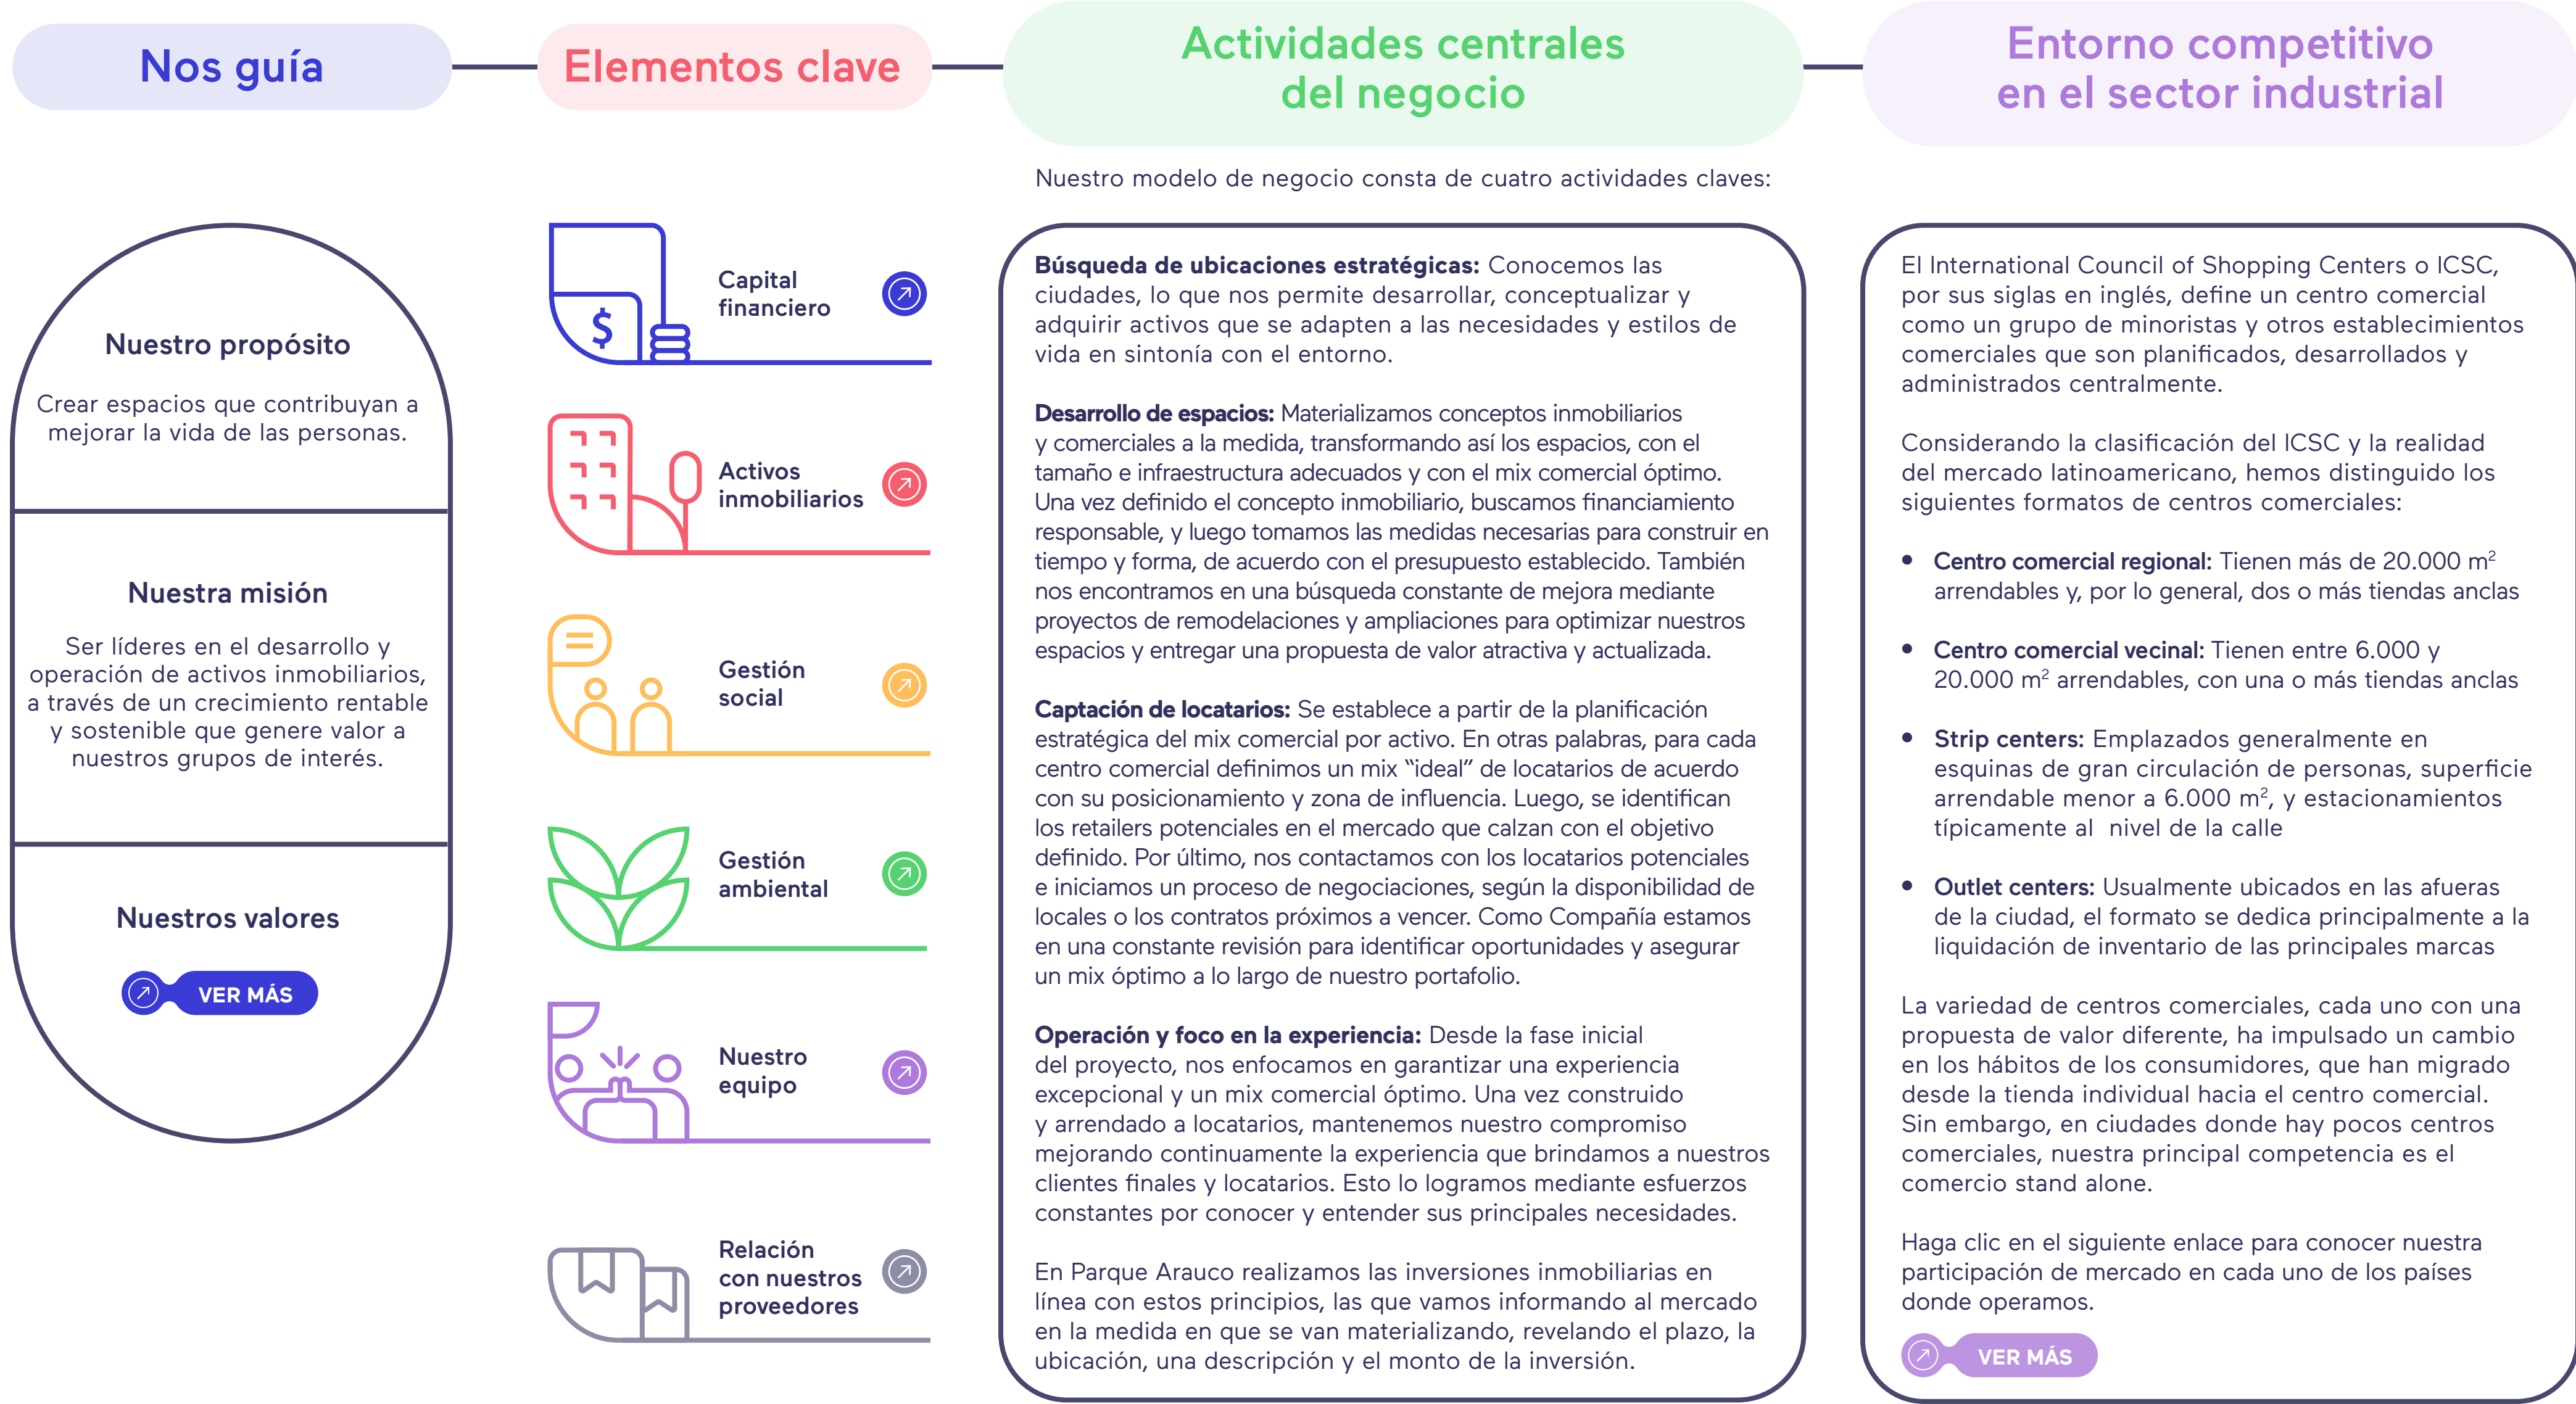 Nos guía
Nuestro propósito
Crear espacios que contribuyan a
mejorar la vida de las personas.
Nuestra misión
Ser líderes en el desarrollo y
operación de activos inmobiliarios,
a través de un crecimiento rentable
y sostenible que genere valor a
nuestros grupos de interés.
Nuestros valores
VER MÁS
Elementos clave
$
Capital
financiero
Activos
inmobiliarios
Gestión
social
Gestión
ambiental
Nuestro
equipo
Relación
con nuestros
proveedores
Actividades centrales
del negocio
Nuestro modelo de negocio consta de cuatro actividades claves:
Búsqueda de ubicaciones estratégicas: Conocemos las
ciudades, lo que nos permite desarrollar, conceptualizar y
adquirir activos que se adapten a las necesidades y estilos de
vida en sintonía con el entorno.
Desarrollo de espacios: Materializamos conceptos inmobiliarios
y comerciales a la medida, transformando así los espacios, con el
tamaño e infraestructura adecuados y con el mix comercial óptimo.
Una vez definido el concepto inmobiliario, buscamos financiamiento
responsable, y luego tomamos las medidas necesarias para construir en
tiempo y forma, de acuerdo con el presupuesto establecido. También
nos encontramos en una búsqueda constante de mejora mediante
proyectos de remodelaciones y ampliaciones para optimizar nuestros
espacios y entregar una propuesta de valor atractiva y actualizada.
Captación de locatarios: Se establece a partir de la planificación
estratégica del mix comercial por activo. En otras palabras, para cada
centro comercial definimos un mix “ideal” de locatarios de acuerdo
con su posicionamiento y zona de influencia. Luego, se identifican
los retailers potenciales en el mercado que calzan con el objetivo
definido. Por último, nos contactamos con los locatarios potenciales
e iniciamos un proceso de negociaciones, según la disponibilidad de
locales o los contratos próximos a vencer. Como Compañía estamos
en una constante revisión para identificar oportunidades y asegurar
un mix óptimo a lo largo de nuestro portafolio.
Operación y foco en la experiencia: Desde la fase inicial
del proyecto, nos enfocamos en garantizar una experiencia
excepcional y un mix comercial óptimo. Una vez construido
y arrendado a locatarios, mantenemos nuestro compromiso
mejorando continuamente la experiencia que brindamos a nuestros
clientes finales y locatarios. Esto lo logramos mediante esfuerzos
constantes por conocer y entender sus principales necesidades.
En Parque Arauco realizamos las inversiones inmobiliarias en
línea con estos principios, las que vamos informando al mercado
en la medida en que se van materializando, revelando el plazo, la
ubicación, una descripción y el monto de la inversión.
Entorno competitivo
en el sector industrial
El International Council of Shopping Centers o ICSC,
por sus siglas en inglés, define un centro comercial
como un grupo de minoristas y otros establecimientos
comerciales que son planificados, desarrollados y
administrados centralmente.
Considerando la clasificación del ICSC y la realidad
del mercado latinoamericano, hemos distinguido los
siguientes formatos de centros comerciales:
• Centro comercial regional: Tienen más de 20.000 m²
arrendables y, por lo general, dos o más tiendas anclas
• Centro comercial vecinal: Tienen entre 6.000 y
20.000 m² arrendables, con una o más tiendas anclas
• Strip centers: Emplazados generalmente en
esquinas de gran circulación de personas, superficie
arrendable menor a 6.000 m², y estacionamientos
típicamente al  nivel de la calle
• Outlet centers: Usualmente ubicados en las afueras
de la ciudad, el formato se dedica principalmente a la
liquidación de inventario de las principales marcas
La variedad de centros comerciales, cada uno con una
propuesta de valor diferente, ha impulsado un cambio
en los hábitos de los consumidores, que han migrado
desde la tienda individual hacia el centro comercial.
Sin embargo, en ciudades donde hay pocos centros
comerciales, nuestra principal competencia es el
comercio stand alone.
Haga clic en el siguiente enlace para conocer nuestra
participación de mercado en cada uno de los países
donde operamos.
VER MÁS